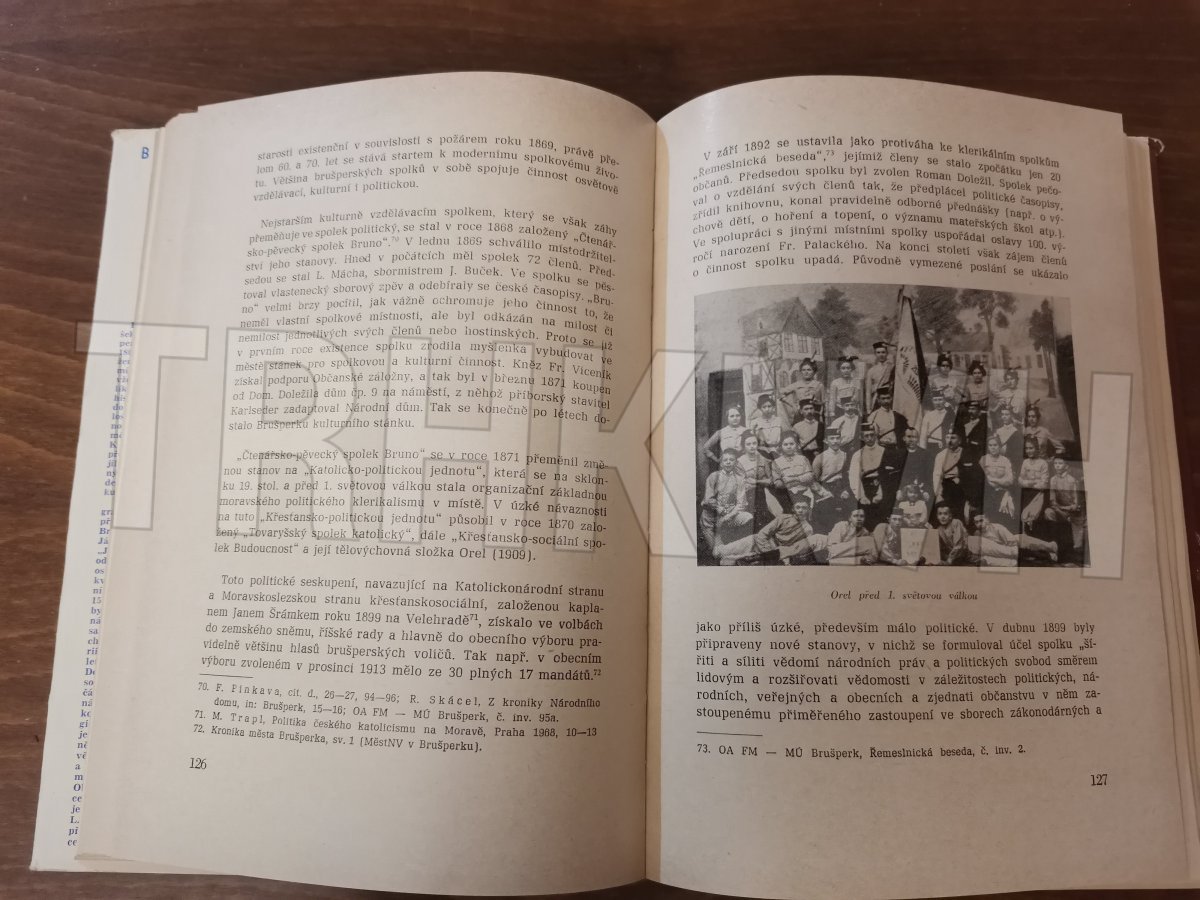 starosti existenční v souvislosti s požárem roku 1869, právě pře-
lom 60. a 70. let se stává startem k modernímu spolkovému živo-
tu. Většina brušperských spolků v sobě spojuje činnost osvětově
vzdělávací, kulturní i politickou.
Nejstarším kulturně vzdělávacím spolkem, který se však záhy
přeměňuje ve spolek politický, se stal v roce 1868 založený „Čtenář-
sko-pěvecký spolek Bruno“.70 V lednu 1869 schválilo místodržitel-
ství jeho stanovy. Hned v počátcích měl spolek 72 členů. Před-
sedou se stal L. Mácha, sbormistrem J. Buček. Ve spolku se pěs-
toval vlastenecký sborový zpěv a odebíraly se české časopisy. „Bru-
no“ velmi brzy pocítil, jak vážně ochromuje jeho činnost to, že
neměl vlastní spolkové místnosti, ale byl odkázán na milost či
nemilost jednotlivých svých členů nebo hostinských. Proto se již
v prvním roce existence spolku zrodila myšlenka vybudovat ve
městě stánek pro spolkovou a kulturní činnost. Kněz Fr. Viceník
získal podporu občanské záložny, a tak byl v březnu 1871 koupen
od Dom. Doležila dům čp. 9 na náměstí, z něhož příborský stavitel
Karlseder zadaptoval Národní dům. Tak se konečně po létech do-
stalo Brušperku kulturního stánku.
„Čtenářsko-pěvecký spolek Bruno“ se v roce 1871 přeměnil změ-
nou stanov na „Katolicko-politickou jednotu“, která se na sklon-
ku 19. stol. a před 1. světovou válkou stala organizační základnou
moravského politického klerikalismu v místě. V úzké návaznosti
na tuto „Křesťansko-politickou jednotu“ působil v roce 1870 zalo-
žený „Tovaryšský spolek katolický“, dále „Křesťansko-sociální spo-
lek Budoucnost“ a její tělovýchovná složka Orel (1909).
Toto politické seskupení, navazující na Katolickonárodní stranu
a Moravskoslezskou stranu křesťanskosociální, založenou kapla-
nem Janem Šrámkem roku 1899 na Velehradě71, získalo ve volbách
do zemského sněmu, říšské rady a hlavně do obecního výboru pra-
videlně většinu hlasů brušperských voličů. Tak např. v obecním
výboru zvoleném v prosinci 1913 mělo ze 30 plných 17 mandátů.72
70. F. Pinkava, cit. d., 26—27, 94—96; R. Skácel, Z kroniky Národního
domu, in: Brušperk, 15—16; OA FM — MÚ Brušperk, č. inv. 95a.
71. M. Trapl, Politika českého katolicismu na Moravě, Praha 1968, 10—13
72. Kronika města Brušperka, sv. 1 (MěstNV v Brušperku).
126
V září 1892 se ustavila jako protiváha ke klerikálním spolkům
„Řemeslnická beseda“,73 jejímiž členy se stalo zpočátku jen 20
občanů. Předsedou spolku byl zvolen Roman Doležil. Spolek pečo-
val o vzdělání svých členů tak, že předplácel politické časopisy,
zřídil knihovnu, konal pravidelně odborné přednášky (např. o vý-
chově dětí, o hoření a topení, o významu mateřských škol atp.).
Ve spolupráci s jinými místními spolky uspořádal oslavy 100. vý-
ročí narození Fr. Palackého. Na konci století však zájem členů
o činnost spolku upadá. Původně vymezené poslání se ukázalo
Orel před 1. světovou válkou
jako příliš úzké, především málo politické. V dubnu 1899 byly
připraveny nové stanovy, v nichž se formuloval účel spolku „ší-
řiti a síliti vědomí národních práv a politických svobod směrem
lidovým a rozšiřovati vědomosti v záležitostech politických, ná-
rodních, veřejných a obecních a zjednati občanstvu v něm za-
stoupenému přiměřeného zastoupení ve sborech zákonodárných a
73. OA FM — MÚ Brušperk, Řemeslnická beseda, č. inv. 2.
127
TRHKNIH